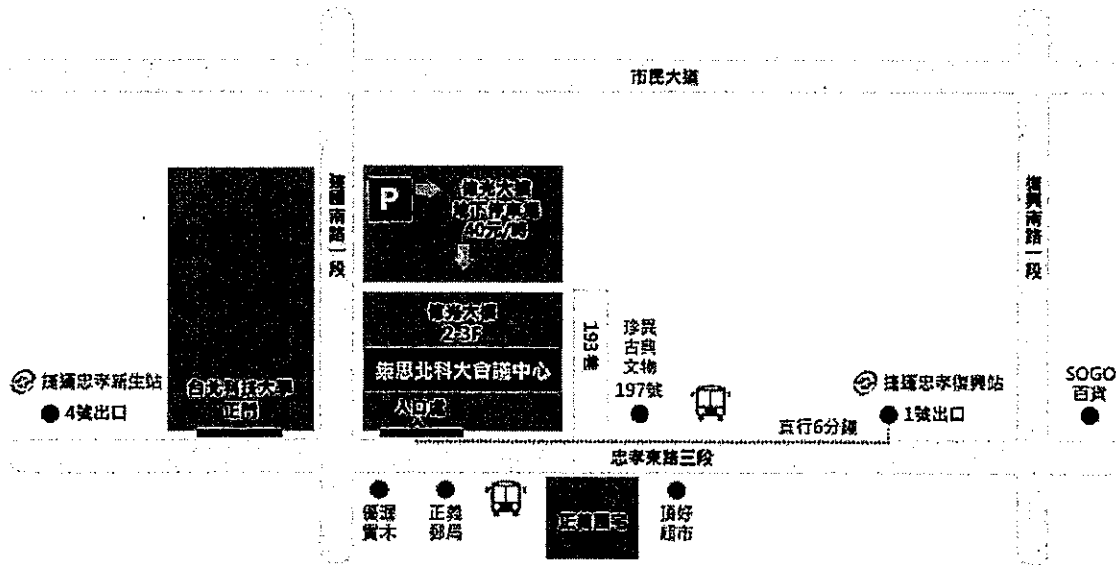 市民大道
建國南路一段
復興南路一段
P
億光大樓
地下停車場
40元/時
億光大樓
2-3F
集思北科大會議中心
入口處
台北科技大學
正門
193巷
古典
文物
197號
捷運忠孝新生站
4號出口
捷運忠孝復興站
1號出口
SOGO
百貨
直行6分鐘
忠孝東路三段
優渥
實木
正義
郵局
正義國宅
頂好
超市